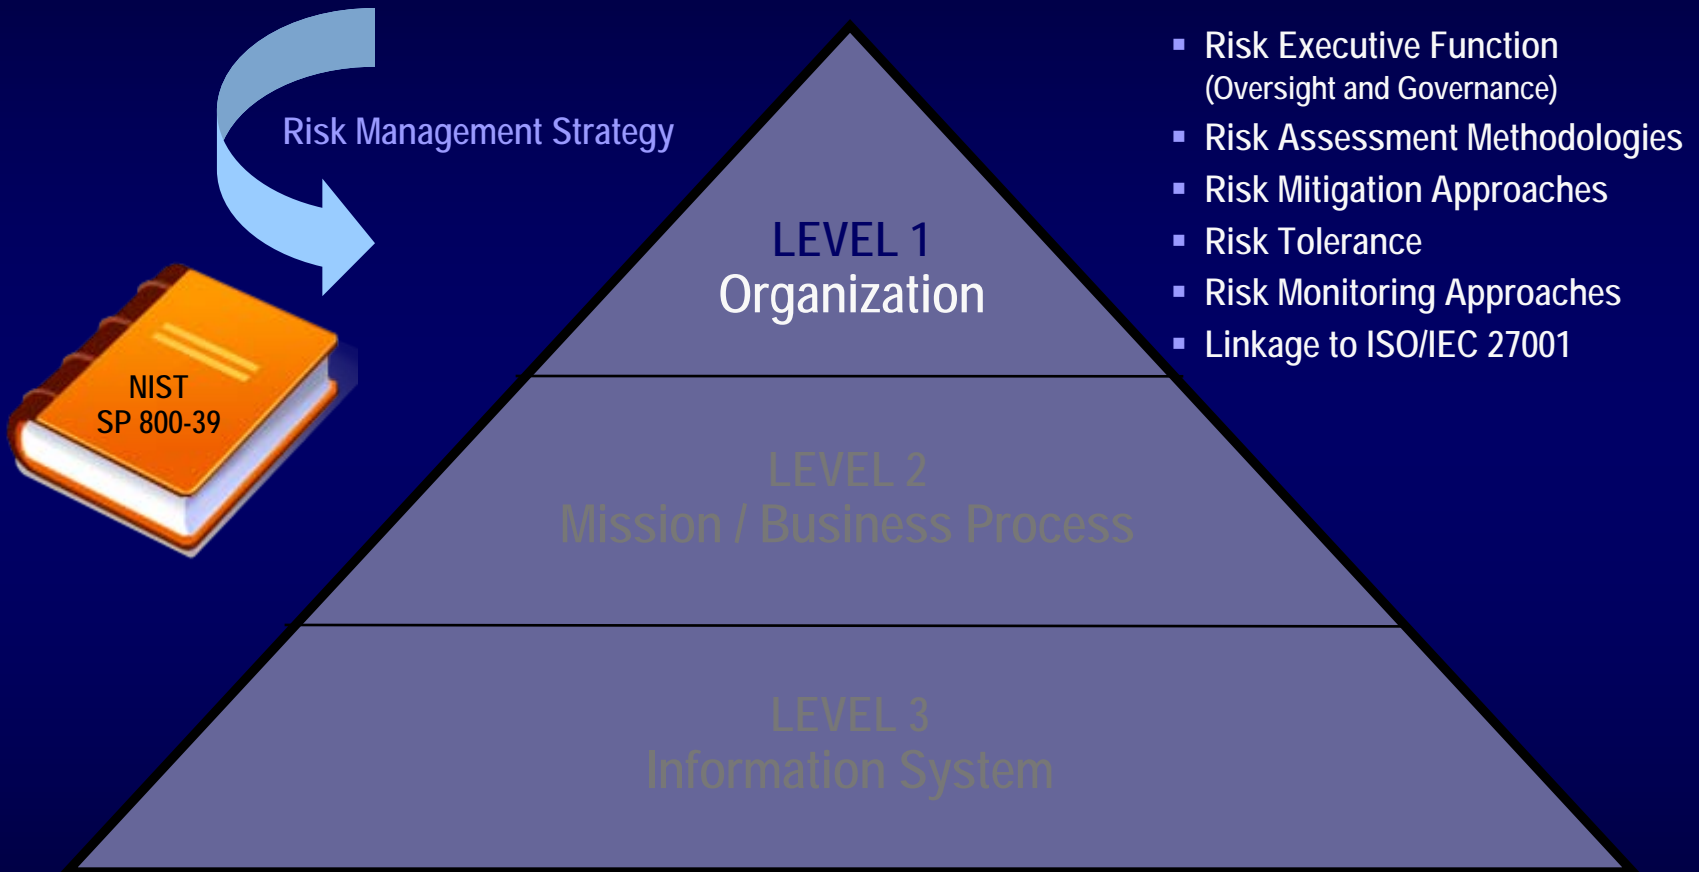 Risk Management Strategy
NIST
SP 800-39
LEVEL 1
Organization
LEVEL 2
Mission / Business Process
LEVEL 3
Information System
Risk Executive Function
(Oversight and Governance)
Risk Assessment Methodologies
Risk Mitigation Approaches
Risk Tolerance
Risk Monitoring Approaches
Linkage to ISO/IEC 27001